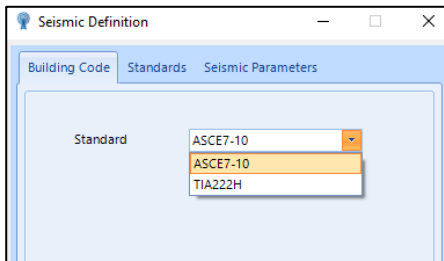 Seismic Definition
Building Code Standards Seismic Parameters
Standard ASCE7-10
ASCE7-10
TIA222H